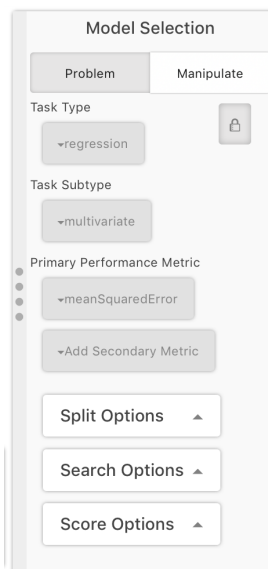 Model Selection
Problem
Manipulate
Task Type
regression
Task Subtype
multivariate
Primary Performance Metric
meanSquaredError
Add Secondary Metric
Split Options
Search Options
Score Options